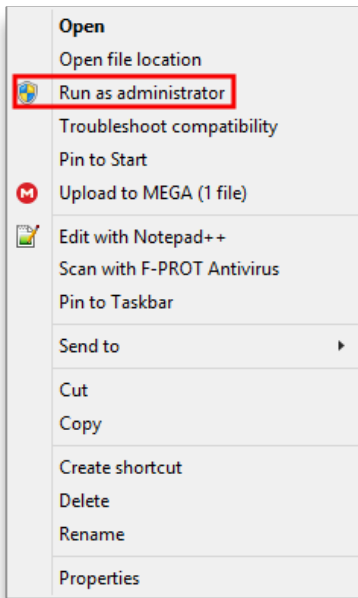 Open
Open file location
Run as administrator
Troubleshoot compatibility
Pin to Start
Upload to MEGA (1 file)
Edit with Notepad++
Scan with F-PROT Antivirus
Pin to Taskbar
Send to
Cut
Copy
Create shortcut
Delete
Rename
Properties